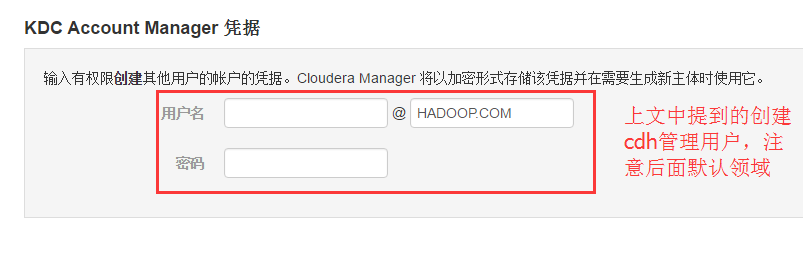 KDC Account Manager 凭据
输入有权限创建其他用户的帐户的凭据。Cloudera Manager 将以加密形式存储该凭据并在需要生成新主体时使用它。
用户名 @ HADOOP.COM
密码
上文中提到的创建
cdh管理用户，注
意后面默认领域